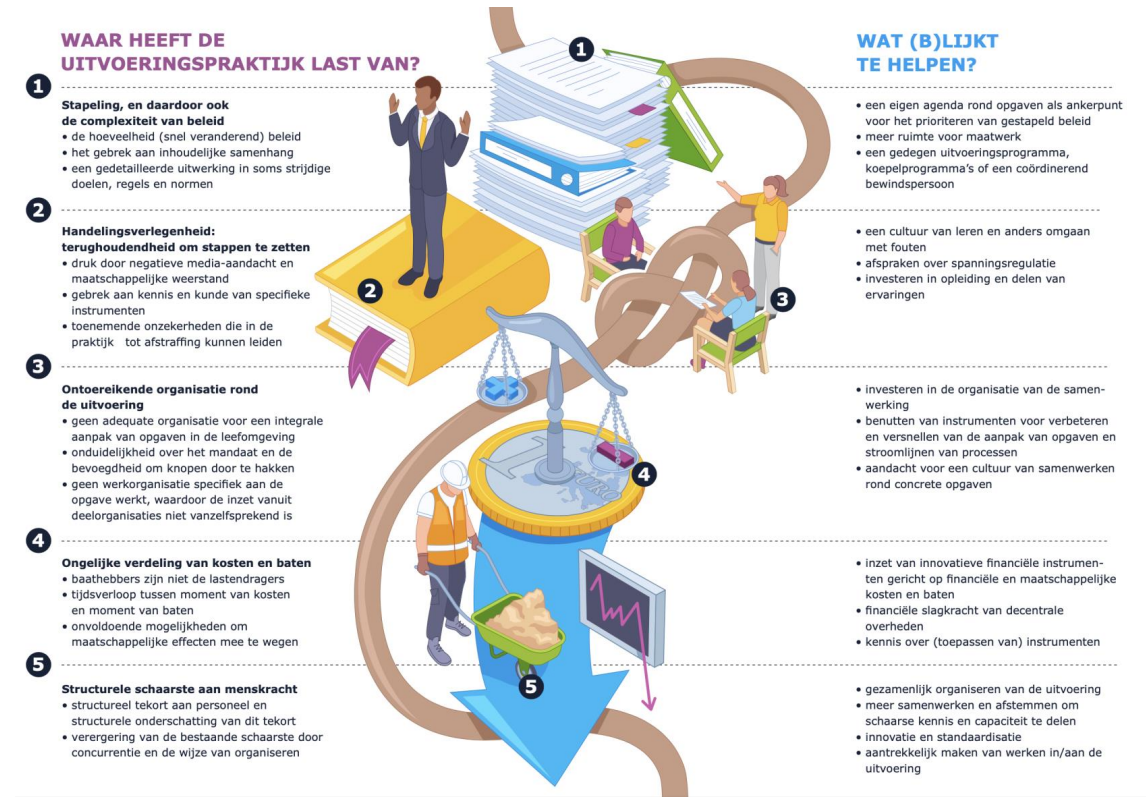 WAAR HEEFT DE
UITVOERINGSPRAKTIJK LAST VAN?
1
Stapeling, en daardoor ook
de complexiteit van beleid
• de hoeveelheid (snel veranderend) beleid
• het gebrek aan inhoudelijke samenhang
• een gedetailleerde uitwerking in soms strijdige
doelen, regels en normen
2
Handelingsverlegenheid:
terughoudendheid om stappen te zetten
• druk door negatieve media-aandacht en
maatschappelijke weerstand
• gebrek aan kennis en kunde van specifieke
instrumenten
• toenemende onzekerheden die in de
praktijk tot afstraffing kunnen leiden
3
Ontoereikende organisatie rond
de uitvoering
• geen adequate organisatie voor een integrale
aanpak van opgaven in de leefomgeving
• onduidelijkheid over het mandaat en de
bevoegdheid om knopen door te hakken
• geen werkorganisatie specifiek aan de
opgave werkt, waardoor de inzet vanuit
deelorganisaties niet vanzelfsprekend is
4
Ongelijke verdeling van kosten en baten
• baathebbers zijn niet de lastendragers
• tijdsverloop tussen moment van kosten
en moment van baten
• onvoldoende mogelijkheden om
maatschappelijke effecten mee te wegen
5
Structurele schaarste aan menskracht
• structureel tekort aan personeel en
structurele onderschatting van dit tekort
• verergering van de bestaande schaarste door
concurrentie en de wijze van organiseren
1
2
3
EURO
4
5
WAT (B)LIJKT
TE HELPEN?
• een eigen agenda rond opgaven als ankerpunt
voor het prioriteren van gestapeld beleid
• meer ruimte voor maatwerk
• een gedegen uitvoeringsprogramma,
koepelprogramma's of een coördinerend
bewindspersoon
• een cultuur van leren en anders omgaan
met fouten
• afspraken over spanningsregulatie
• investeren in opleiding en delen van
ervaringen
• investeren in de organisatie van de samen-
werking
• benutten van instrumenten voor verbeteren
en versnellen van de aanpak van opgaven en
stroomlijnen van processen
• aandacht voor een cultuur van samenwerken
rond concrete opgaven
• inzet van innovatieve financiële instrumen-
ten gericht op financiële en maatschappelijke
kosten en baten
• financiële slagkracht van decentrale
overheden
• kennis over (toepassen van) instrumenten
• gezamenlijk organiseren van de uitvoering
• meer samenwerken en afstemmen om
schaarse kennis en capaciteit te delen
• innovatie en standaardisatie
• aantrekkelijk maken van werken in/aan de
uitvoering